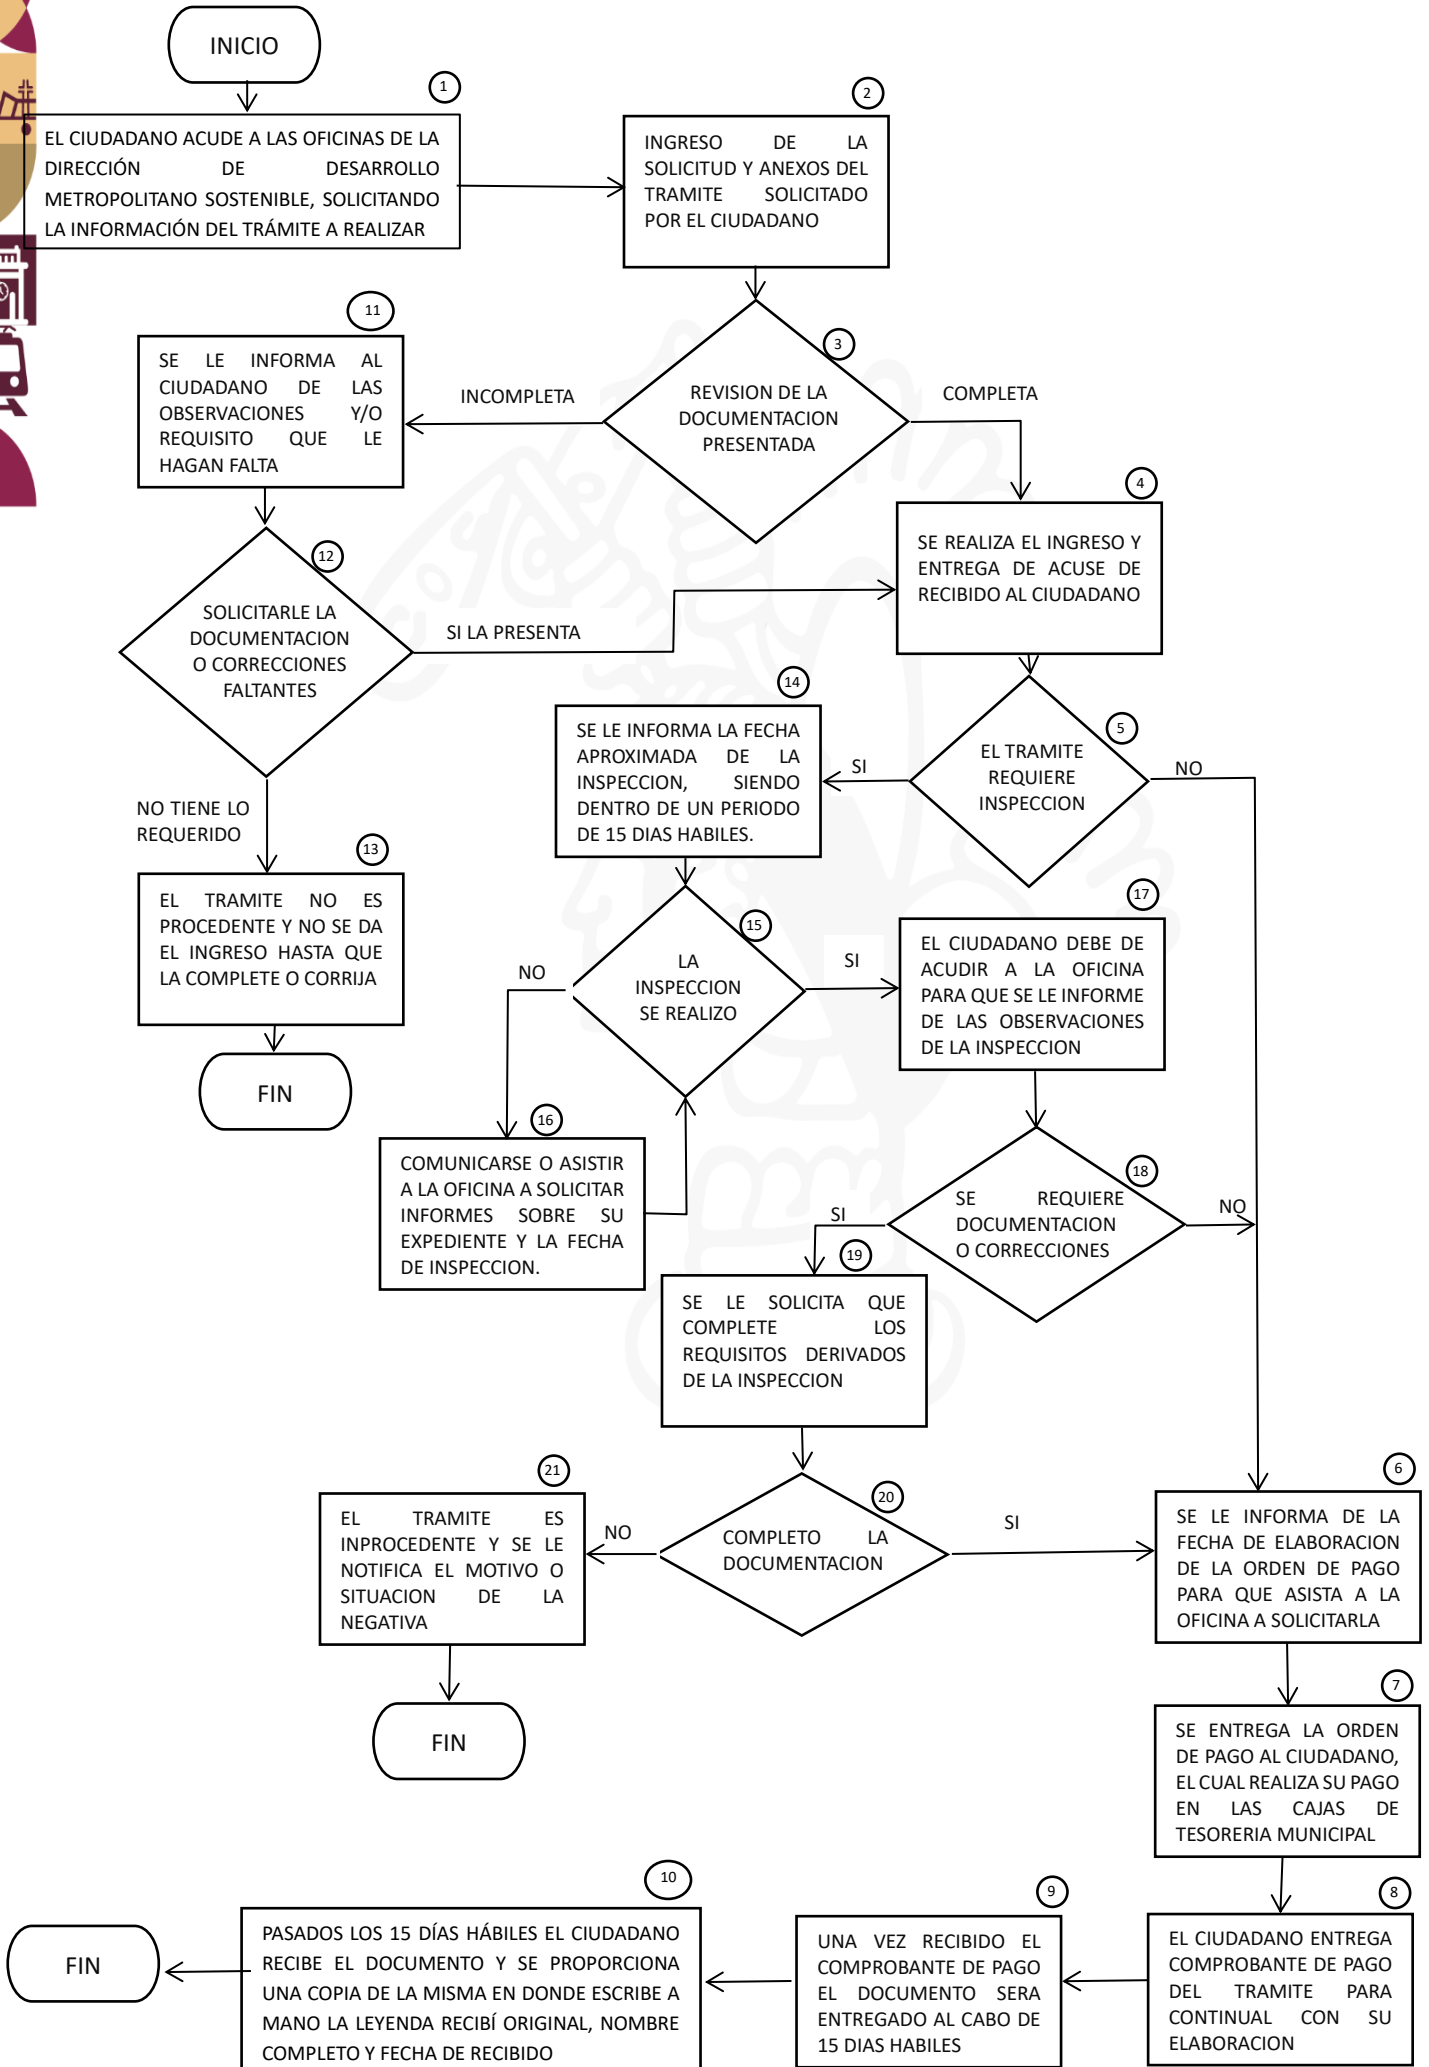 INICIO
1
EL CIUDADANO ACUDE A LAS OFICINAS DE LA
DIRECCIÓN DE DESARROLLO
METROPOLITANO SOSTENIBLE, SOLICITANDO
LA INFORMACIÓN DEL TRÁMITE A REALIZAR
2
INGRESO DE LA
SOLICITUD Y ANEXOS DEL
TRAMITE SOLICITADO
POR EL CIUDADANO
3
REVISION DE LA
DOCUMENTACION
PRESENTADA
INCOMPLETA
COMPLETA
11
SE LE INFORMA AL
CIUDADANO DE LAS
OBSERVACIONES Y/O
REQUISITO QUE LE
HAGAN FALTA
4
SE REALIZA EL INGRESO Y
ENTREGA DE ACUSE DE
RECIBIDO AL CIUDADANO
12
SOLICITARLE LA
DOCUMENTACION
O CORRECCIONES
FALTANTES
SI LA PRESENTA
NO TIENE LO
REQUERIDO
13
EL TRAMITE NO ES
PROCEDENTE Y NO SE DA
EL INGRESO HASTA QUE
LA COMPLETE O CORRIJA
FIN
5
EL TRAMITE
REQUIERE
INSPECCION
SI
NO
14
SE LE INFORMA LA FECHA
APROXIMADA DE LA
INSPECCION, SIENDO
DENTRO DE UN PERIODO
DE 15 DIAS HABILES.
15
LA
INSPECCION
SE REALIZO
NO
SI
16
COMUNICARSE O ASISTIR
A LA OFICINA A SOLICITAR
INFORMES SOBRE SU
EXPEDIENTE Y LA FECHA
DE INSPECCION.
17
EL CIUDADANO DEBE DE
ACUDIR A LA OFICINA
PARA QUE SE LE INFORME
DE LAS OBSERVACIONES
DE LA INSPECCION
18
SE REQUIERE
DOCUMENTACION
O CORRECCIONES
SI
NO
19
SE LE SOLICITA QUE
COMPLETE LOS
REQUISITOS DERIVADOS
DE LA INSPECCION
20
COMPLETO LA
DOCUMENTACION
NO
SI
21
EL TRAMITE ES
INPROCEDENTE Y SE LE
NOTIFICA EL MOTIVO O
SITUACION DE LA
NEGATIVA
FIN
6
SE LE INFORMA DE LA
FECHA DE ELABORACION
DE LA ORDEN DE PAGO
PARA QUE ASISTA A LA
OFICINA A SOLICITARLA
7
SE ENTREGA LA ORDEN
DE PAGO AL CIUDADANO,
EL CUAL REALIZA SU PAGO
EN LAS CAJAS DE
TESORERIA MUNICIPAL
8
EL CIUDADANO ENTREGA
COMPROBANTE DE PAGO
DEL TRAMITE PARA
CONTINUAL CON SU
ELABORACION
9
UNA VEZ RECIBIDO EL
COMPROBANTE DE PAGO
EL DOCUMENTO SERA
ENTREGADO AL CABO DE
15 DIAS HABILES
10
PASADOS LOS 15 DÍAS HÁBILES EL CIUDADANO
RECIBE EL DOCUMENTO Y SE PROPORCIONA
UNA COPIA DE LA MISMA EN DONDE ESCRIBE A
MANO LA LEYENDA RECIBÍ ORIGINAL, NOMBRE
COMPLETO Y FECHA DE RECIBIDO
FIN